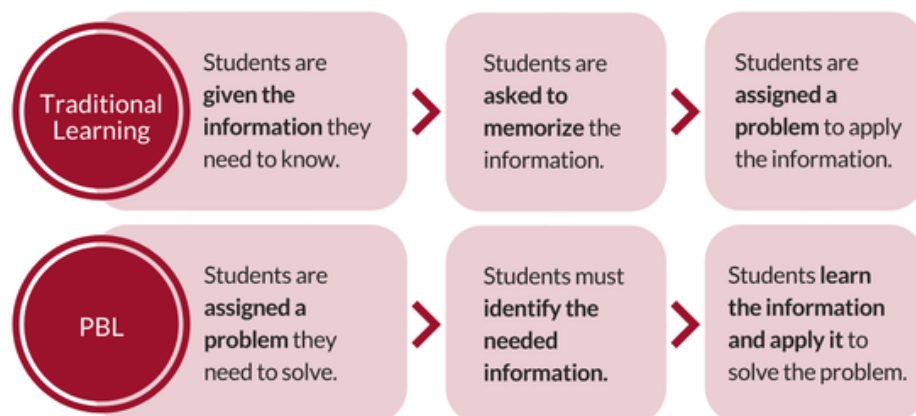 Traditional
Learning
Students are
given the
information they
need to know.
Students are
asked to
memorize the
information.
Students are
assigned a
problem to apply
the information.
PBL
Students are
assigned a
problem they
need to solve.
Students must
identify the
needed
information.
Students learn
the information
and apply it to
solve the problem.